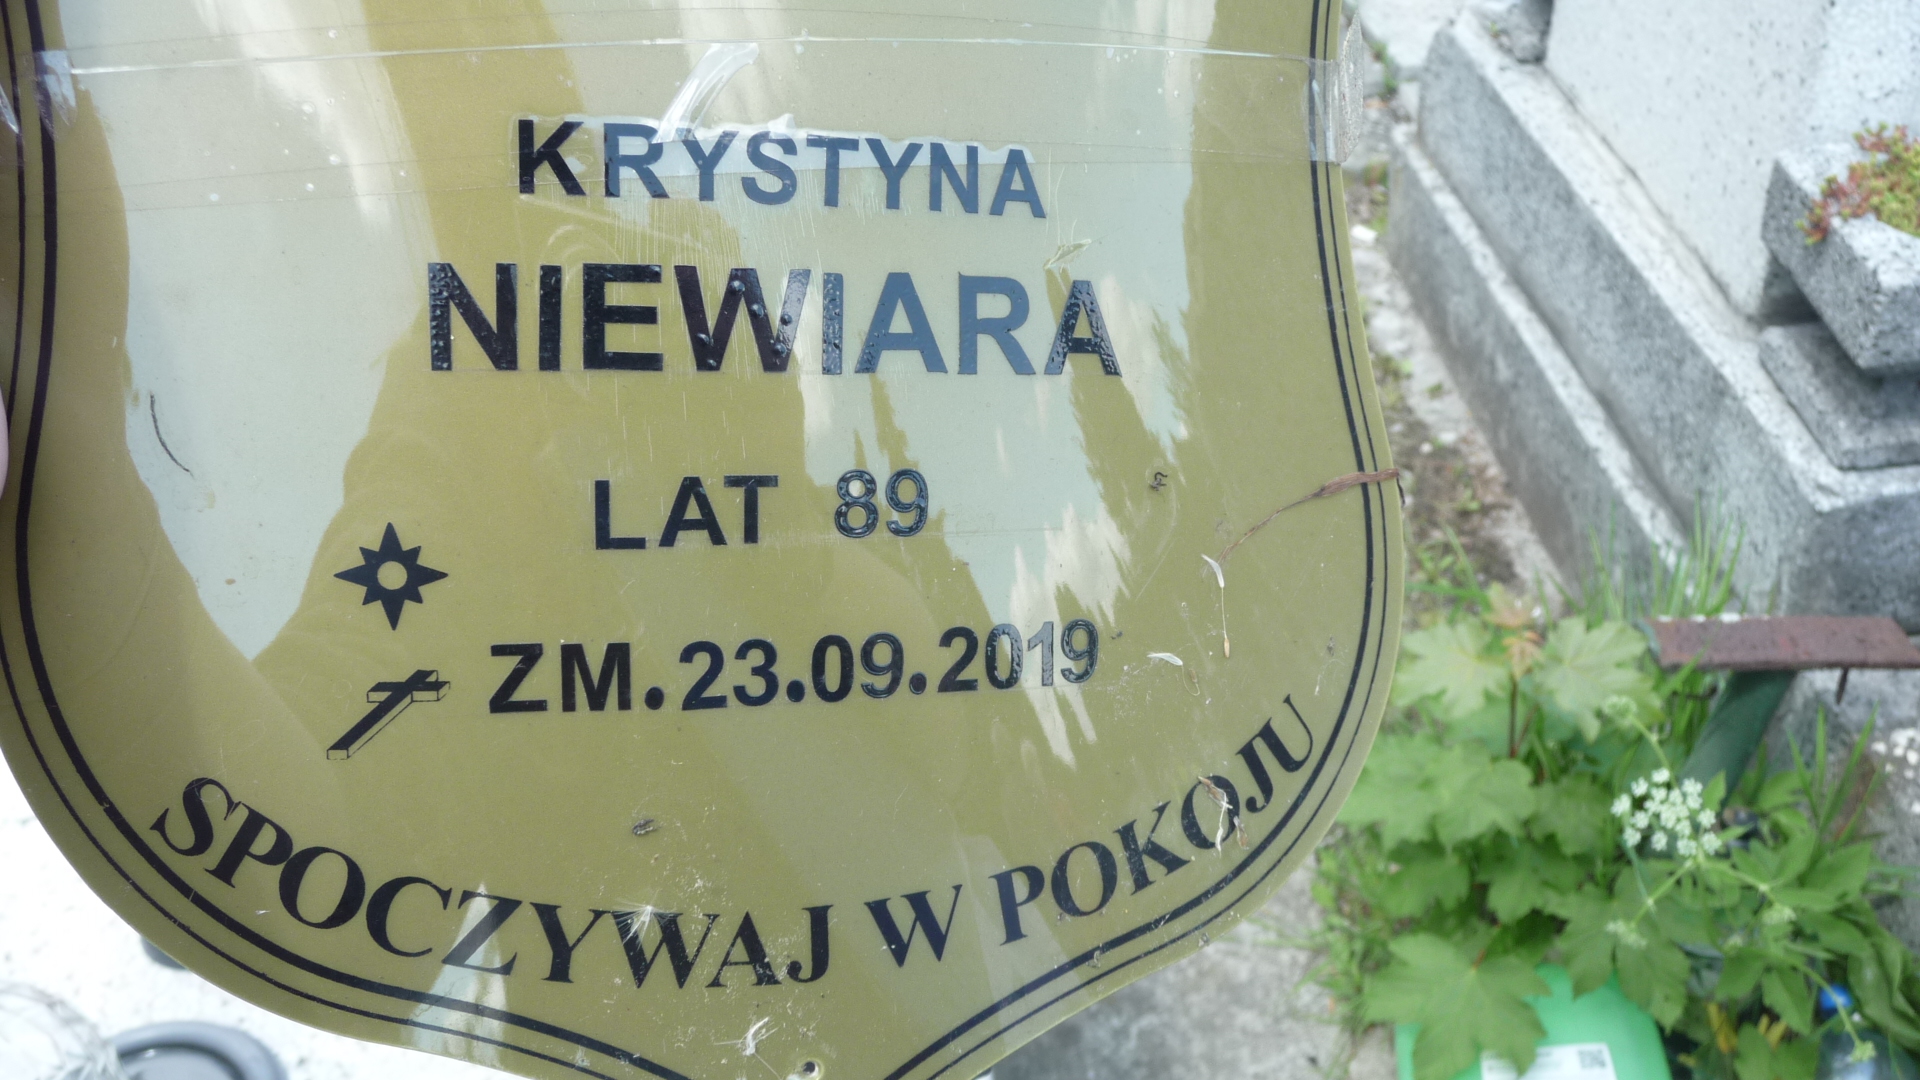 KRYSTYNA
NIEWIARA
LAT 89
ZM.23.09.2019
SPOCZYWAJ W POKOJU